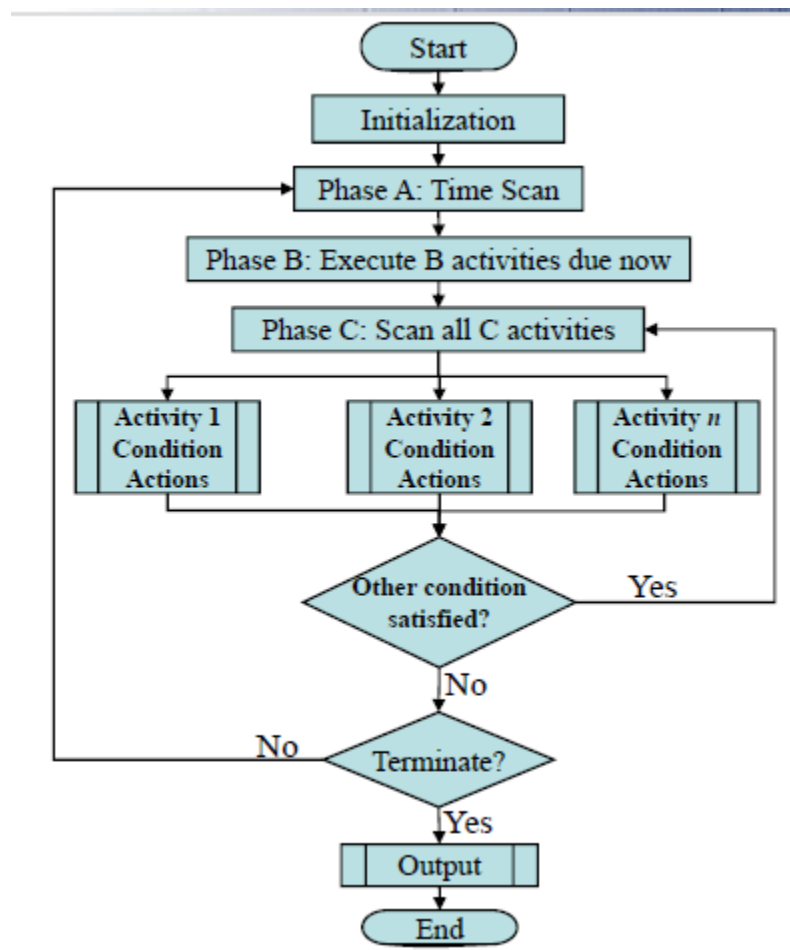 Start
Initialization
Phase A: Time Scan
Phase B: Execute B activities due now
Phase C: Scan all C activities
Activity 1
Condition
Actions
Activity 2
Condition
Actions
Activity n
Condition
Actions
Other condition
satisfied?
Yes
No
Terminate?
No
Yes
Output
End